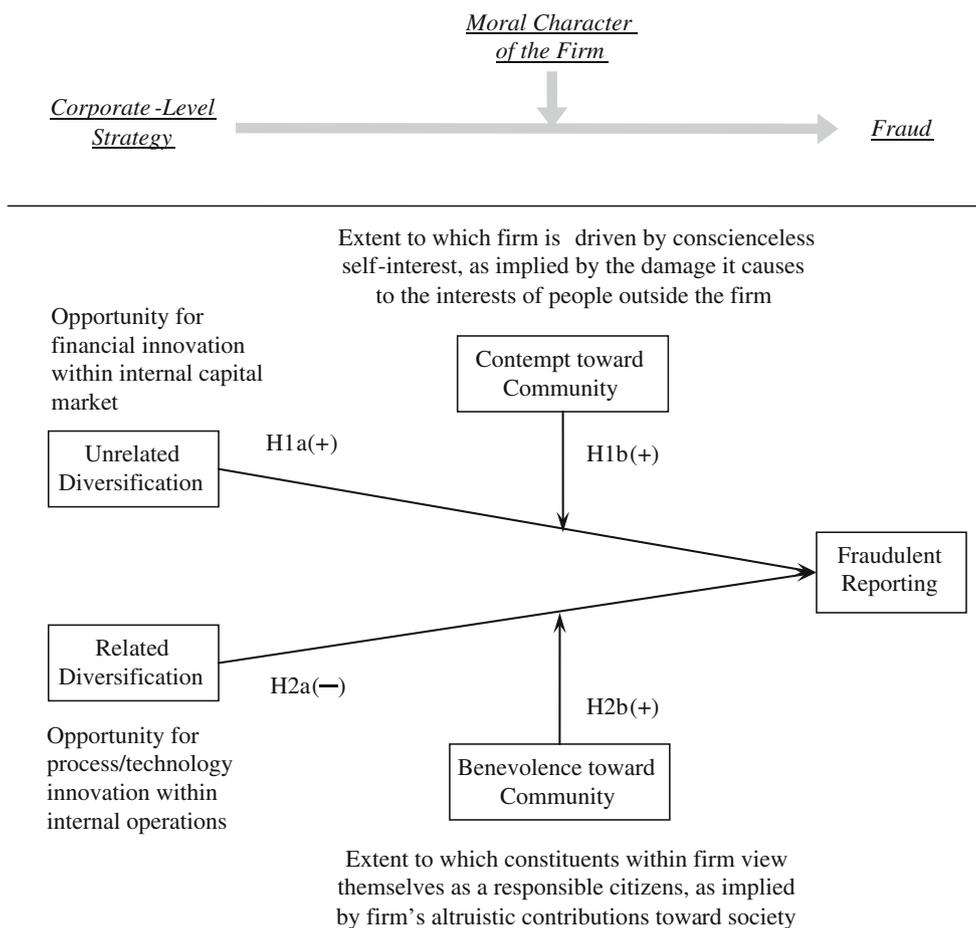 Moral Character
of the Firm
Corporate-Level
Strategy
Fraud
Extent to which firm is driven by conscienceless
self-interest, as implied by the damage it causes
to the interests of people outside the firm
Opportunity for
financial innovation
within internal capital
market
Contempt toward
Community
H1a(+)
H1b(+)
Unrelated
Diversification
Fraudulent
Reporting
Related
Diversification
H2a(−)
H2b(+)
Opportunity for
process/technology
innovation within
internal operations
Benevolence toward
Community
Extent to which constituents within firm view
themselves as a responsible citizens, as implied
by firm's altruistic contributions toward society